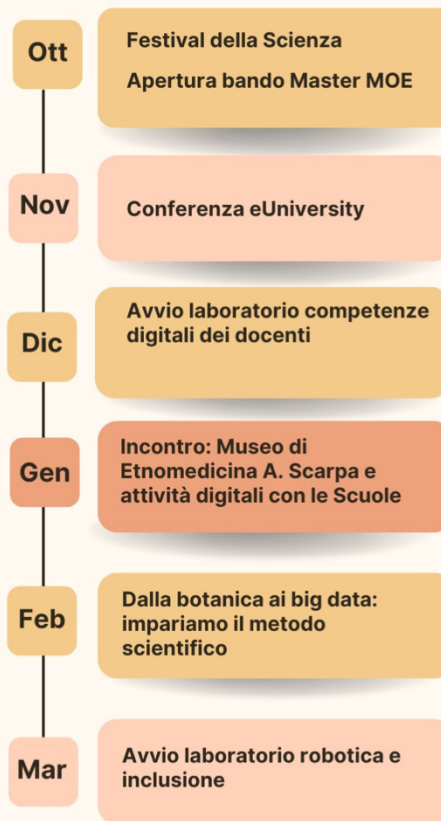 Ott
Festival della Scienza
Apertura bando Master MOE
Nov
Conferenza eUniversity
Dic
Avvio laboratorio competenze
digitali dei docenti
Gen
Incontro: Museo di
Etnomedicina A. Scarpa e
attività digitali con le Scuole
Feb
Dalla botanica ai big data:
impariamo il metodo
scientifico
Mar
Avvio laboratorio robotica e
inclusione